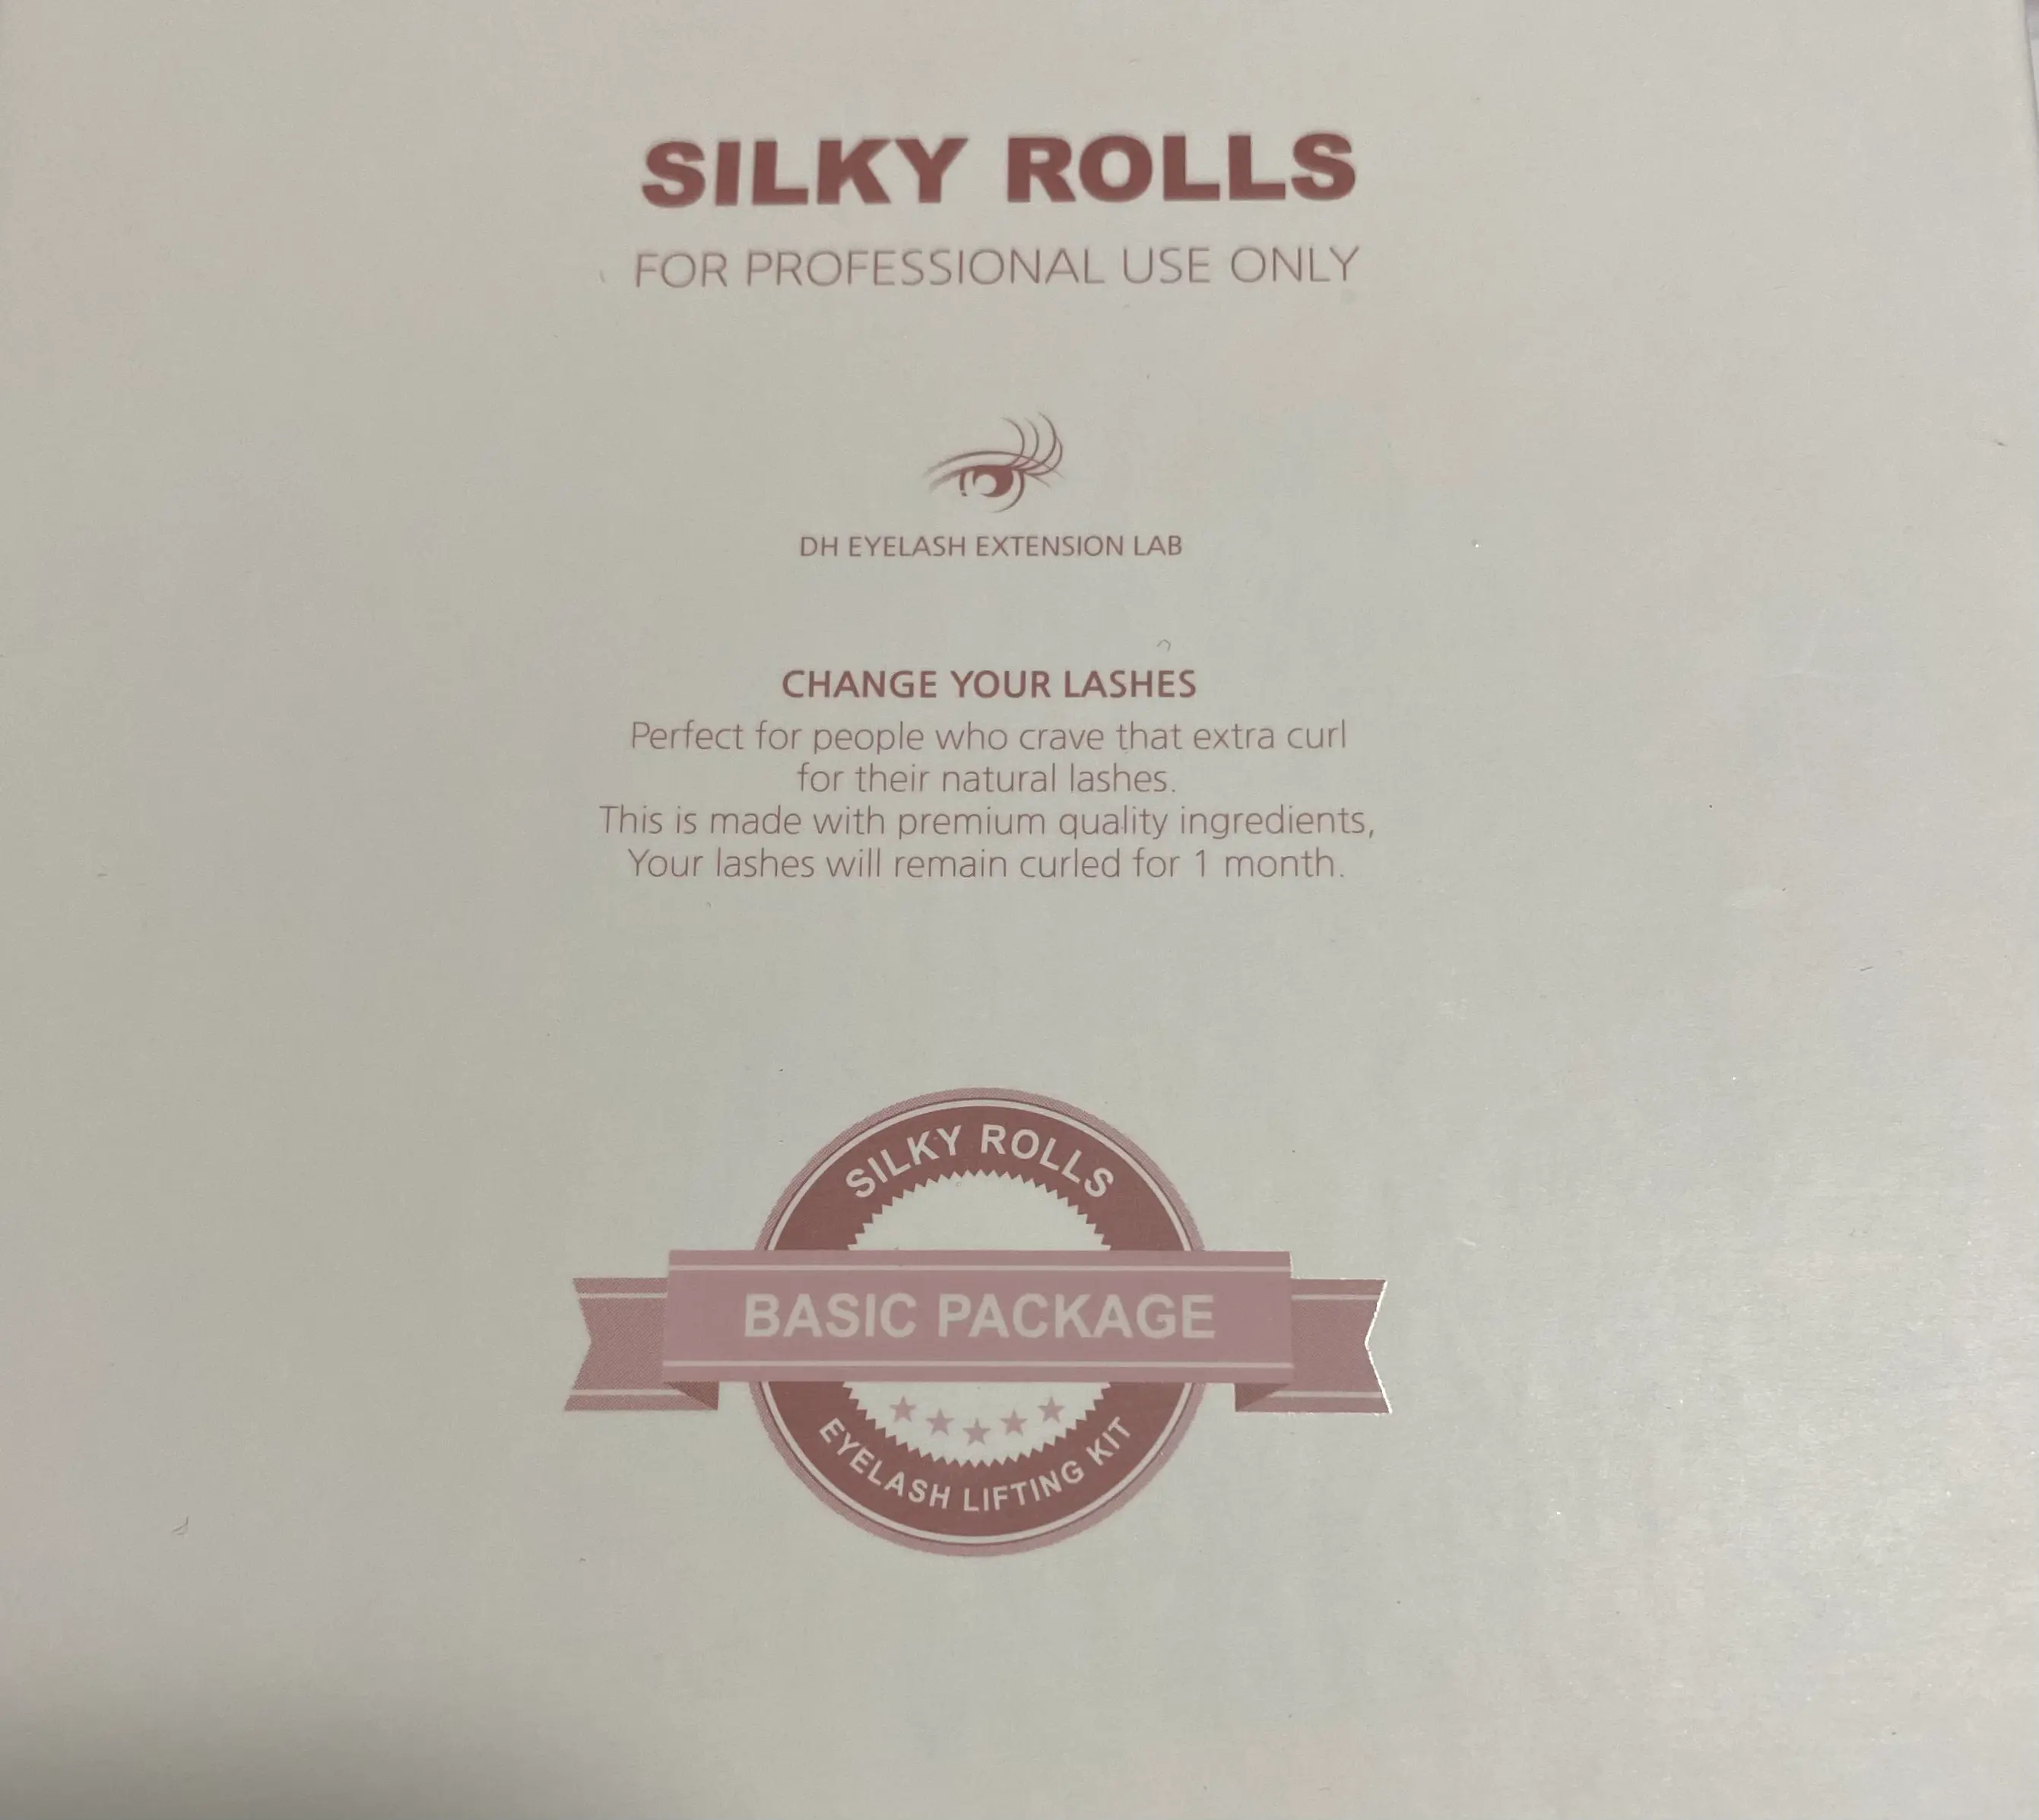 SILKY ROLLS
FOR PROFESSIONAL USE ONLY
DH EYELASH EXTENSION LAB
CHANGE YOUR LASHES
Perfect for people who crave that extra curl
for their natural lashes.
This is made with premium quality ingredients,
Your lashes will remain curled for 1 month.
SILKY ROLLS
BASIC PACKAGE
EYELASH LIFTING KIT